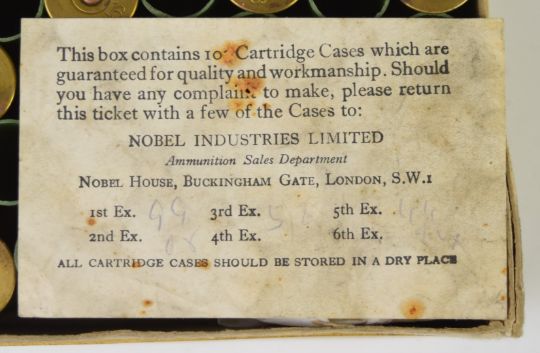 This box contains Cartridge Cases which are
guaranteed for quality and workmanship. Should
you have any complaint to make, please return
this ticket with a few of the Cases to:
NOBEL INDUSTRIES LIMITED
Ammunition Sales Department
NOBEL HOUSE, BUCKINGHAM GATE, LONDON, S.W.1
1st Ex. 99 3rd Ex. 5th Ex.
2nd Ex. 4th Ex. 6th Ex.
ALL CARTRIDGE CASES SHOULD BE STORED IN A DRY PLACE